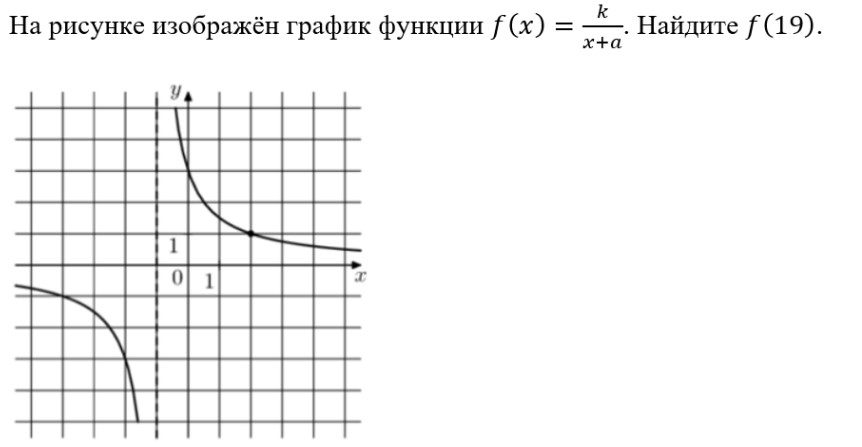 На рисунке изображён график функции f(x) = k/(x+a). Найдите f(19).
y
1
0 1 x